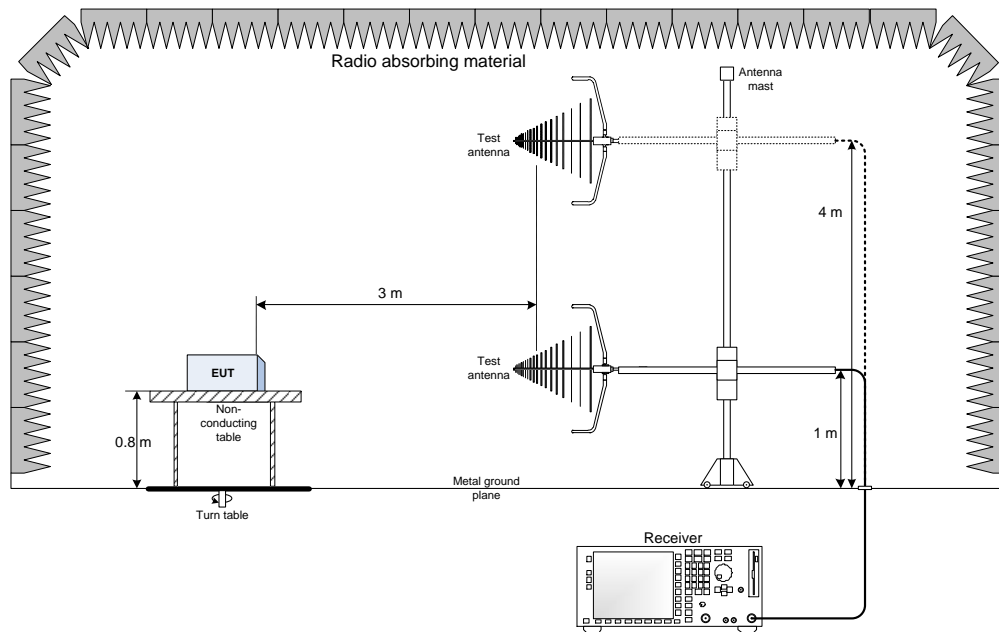 Radio absorbing material
Antenna
mast
Test
antenna
4 m
3 m
Test
antenna
EUT
Non-
conducting
table
0.8 m
1 m
Metal ground
plane
Turn table
Receiver